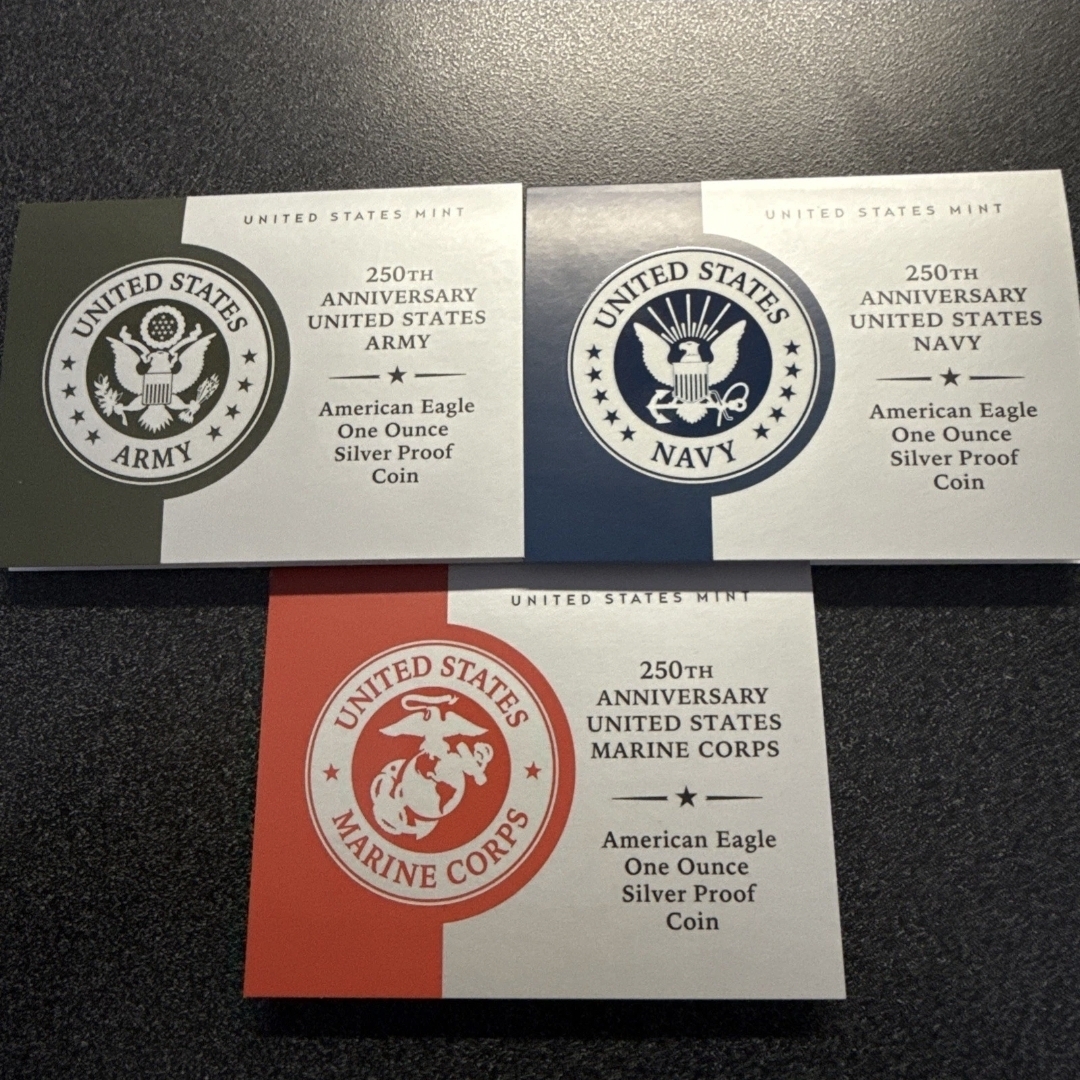 UNITED STATES MINT
UNITED STATES
ARMY
250TH
ANNIVERSARY
UNITED STATES
ARMY
American Eagle
One Ounce
Silver Proof
Coin
UNITED STATES MINT
UNITED STATES
NAVY
250TH
ANNIVERSARY
UNITED STATES
NAVY
American Eagle
One Ounce
Silver Proof
Coin
UNITED STATES MINT
UNITED STATES
MARINE CORPS
250TH
ANNIVERSARY
UNITED STATES
MARINE CORPS
American Eagle
One Ounce
Silver Proof
Coin